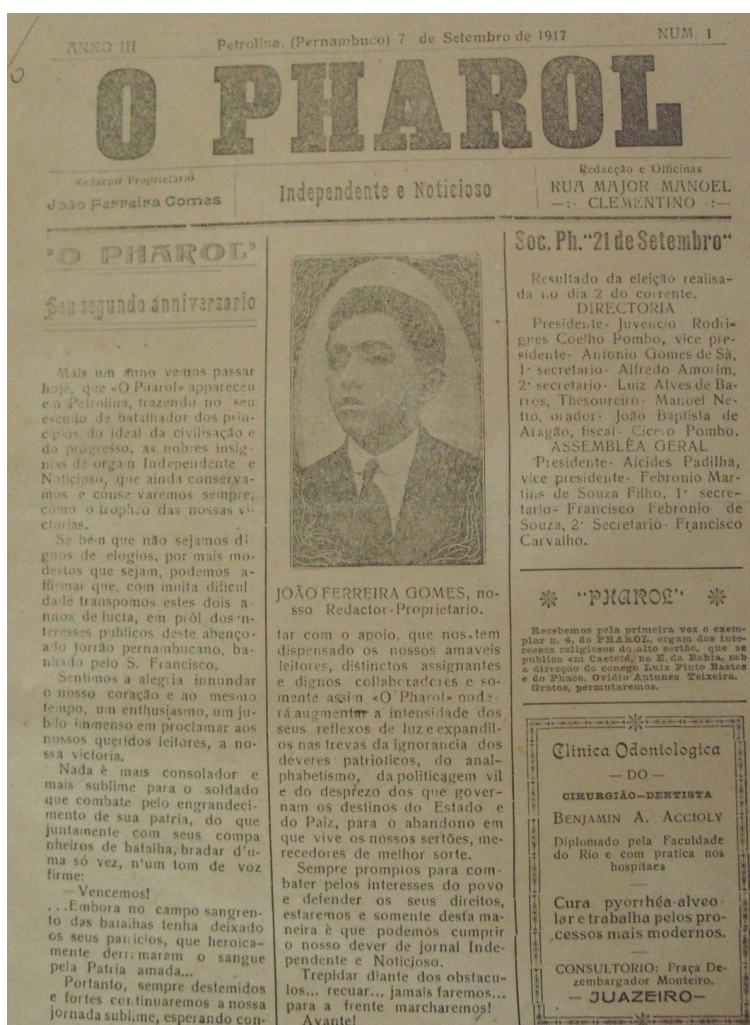 ANNO III
Petrolina, (Pernambuco) 7 de Setembro de 1917
NUM. 1
O PHAROL
Redactor Proprietario
João Ferreira Gomes
Independente e Noticioso
Redacção e Officinas
RUA MAJOR MANOEL
—:- CLEMENTINO -:—
"O PHAROL"
Seu segundo anniversario
Mais um anno vemos passar
hoje, que «O Pharol» appareceu
em Petrolina, trazendo no seu
escudo de batalhador dos prin-
cipios do ideal da civilisação e
do progresso, as nobres insig-
nias de orgam Independente e
Noticioso, que ainda conserva-
mos e conservaremos sempre,
como o tropheo das nossas vi-
ctorias.
Se bem que não sejamos di
gnos de elogios, por mais mo-
destos que sejam, podemos a-
ffirmar que, com muita dificul
dade transpomos estes dois a-
nnos de lucta, em pról dos in-
teresses publicos deste abenço-
ado torrão pernambucano, ba-
nhado pelo S. Francisco.
Sentimos a alegria innundar
o nosso coração e ao mesmo
tempo, um enthusiasmo, um ju-
bilo immenso em proclamar aos
nossos queridos leitores, a no-
ssa victoria.
Nada é mais consolador e
mais sublime para o soldado
que combate pelo engrandeci-
mento de sua patria, do que
juntamente com seus compa
nheiros de batalha, bradar d'u-
ma só vez, n'um tom de voz
firme:
—Vencemos!
...Embora no campo sangren-
to das batalhas tenha deixado
os seus patricios, que heroica-
mente derramaram o sangue
pela Patria amada...
Portanto, sempre destemidos
e fortes continuaremos a nossa
jornada sublime, esperando con-
JOÃO FERREIRA GOMES, no-
sso Redactor-Proprietario.
tar com o apoio, que nos tem
dispensado os nossos amaveis
leitores, distinctos assignantes
e dignos collaboradores e so-
mente assim «O Pharol» pode-
rá augmentar a intensidade dos
seus reflexos de luz e expandil-
os nas trevas da ignorancia dos
deveres patrioticos, do anal-
phabetismo, da politicagem vil
e do desprezo dos que gover-
nam os destinos do Estado e
do Paiz, para o abandono em
que vive os nossos sertões, me-
recedores de melhor sorte.
Sempre promptos para com-
bater pelos interesses do povo
e defender os seus direitos,
estaremos e somente desta ma-
neira è que podemos cumprir
o nosso dever de jornal Inde-
pendente e Noticioso.
Trepidar diante dos obstacu-
los... recuar... jamais faremos...
para a frente marcharemos!
Avante!
Soc. Ph. "21 de Setembro"
Resultado da eleição realisa-
da no dia 2 do corrente.
DIRECTORIA
Presidente- Juvencio Rodri-
gues Coelho Pombo, vice pre-
sidente- Antonio Gomes de Sà,
1· secretario- Alfredo Amorim,
2· secretario- Luiz Alves de Ba-
rros, Thesoureiro- Manoel Ne-
tto, orador- João Baptista de
Aragão, fiscal- Cicero Pombo.
ASSEMBLÊA GERAL
Presidente- Alcides Padilha,
vice presidente- Febronio Mar-
tins de Souza Filho, 1· secre-
tario- Francisco Febronio de
Souza, 2· Secretario- Francisco
Carvalho.
"PHAROL"
Recebemos pela primeira vez o exem-
plar n. 4, do PHAROL, orgam dos inte-
resses religiosos do alto sertão, que se
publica em Caeteté, no E. da Bahia, sob
a direcção do conego Luiz Pinto Bastos
e do Phaco. Ovidio Antunes Teixeira.
Gratos, permutaremos.
Clinica Odontologica
— DO —
CIRURGIÃO-DENTISTA
BENJAMIN A. ACCIOLY
Diplomado pela Faculdade
do Rio e com pratica nos
hospitaes
Cura pyorrhéa-alveo
lar e trabalha pelos pro-
cessos mais modernos.
CONSULTORIO: Praça De-
zembargador Monteiro,
— JUAZEIRO—